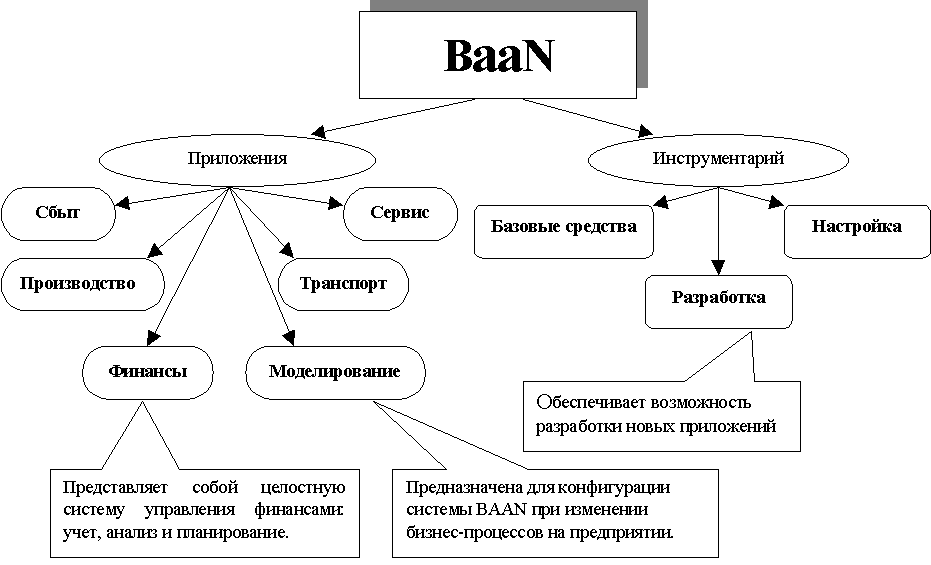 BaaN
Приложения
Инструментарий
Сбыт
Сервис
Базовые средства
Настройка
Производство
Транспорт
Разработка
Финансы
Моделирование
Обеспечивает возможность
разработки новых приложений
Представляет собой целостную
систему управления финансами:
учет, анализ и планирование.
Предназначена для конфигурации
системы BAAN при изменении
бизнес-процессов на предприятии.